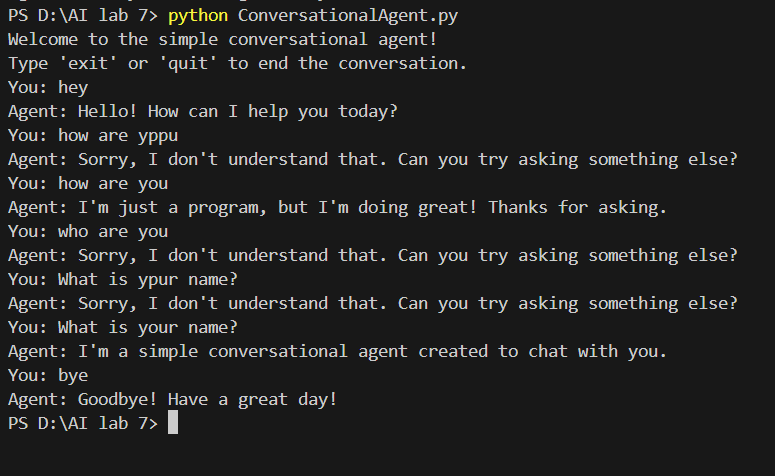 PS D:\AI lab 7> python ConversationalAgent.py
Welcome to the simple conversational agent!
Type 'exit' or 'quit' to end the conversation.
You: hey
Agent: Hello! How can I help you today?
You: how are yppu
Agent: Sorry, I don't understand that. Can you try asking something else?
You: how are you
Agent: I'm just a program, but I'm doing great! Thanks for asking.
You: who are you
Agent: Sorry, I don't understand that. Can you try asking something else?
You: What is ypur name?
Agent: Sorry, I don't understand that. Can you try asking something else?
You: What is your name?
Agent: I'm a simple conversational agent created to chat with you.
You: bye
Agent: Goodbye! Have a great day!
PS D:\AI lab 7>